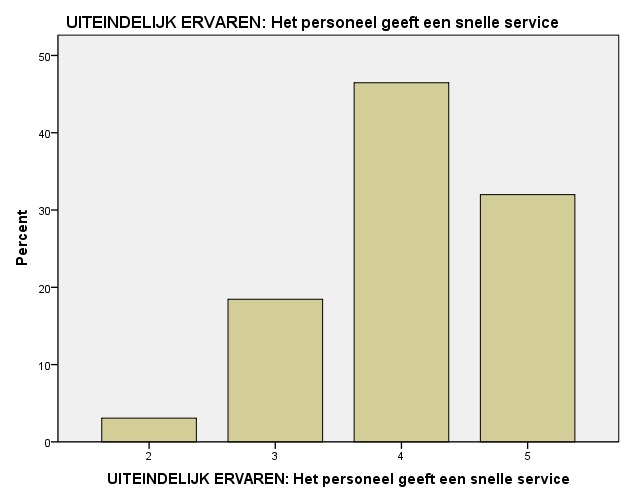 UITEINDELIJK ERVAREN: Het personeel geeft een snelle service
50
40
30
20
10
0
Percent
2 3 4 5
UITEINDELIJK ERVAREN: Het personeel geeft een snelle service